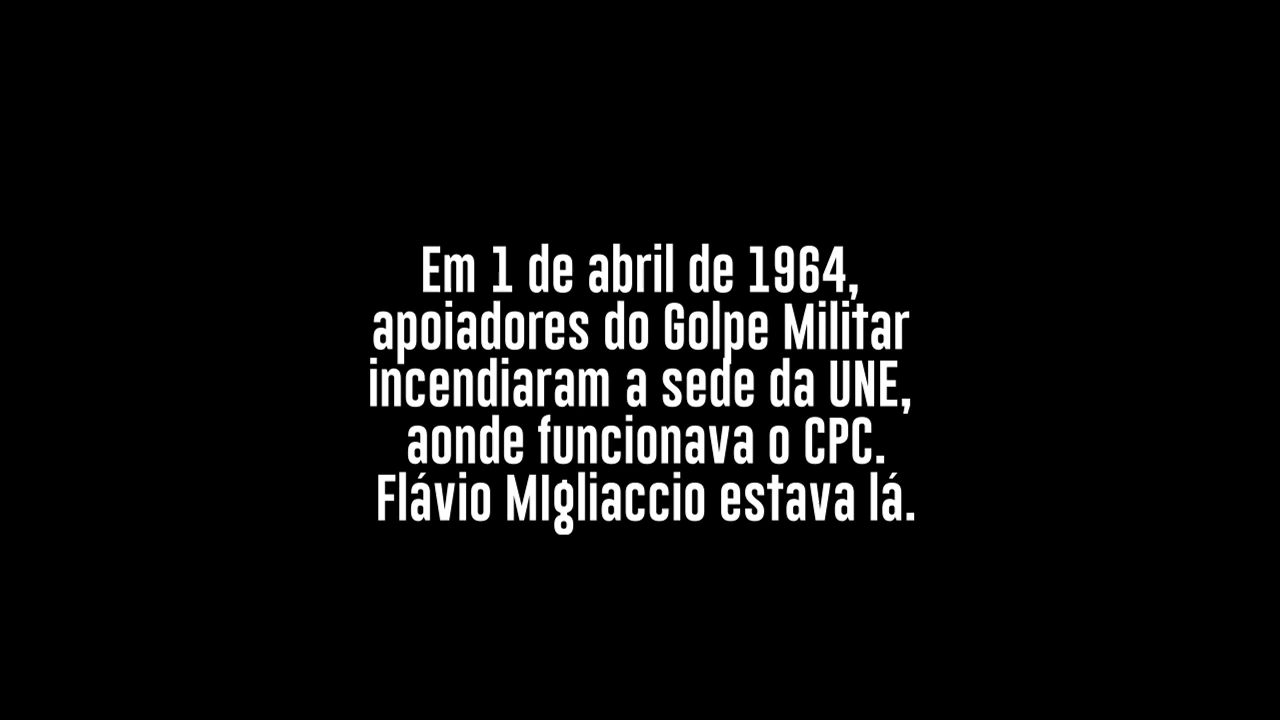 Em 1 de abril de 1964,
apoiadores do Golpe Militar
incendiaram a sede da UNE,
aonde funcionava o CPC.
Flávio MIgliaccio estava lá.